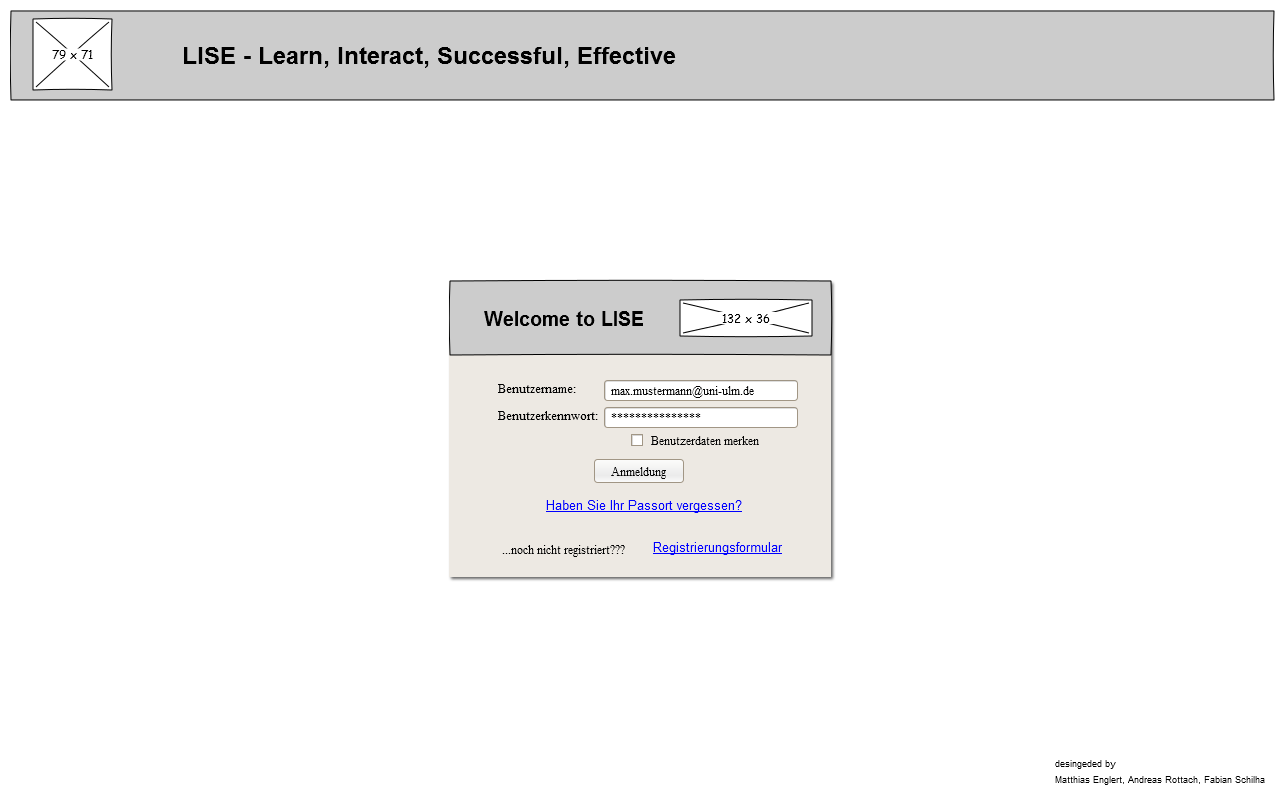 79 x 71
LISE - Learn, Interact, Successful, Effective
Welcome to LISE
132 x 36
Benutzername:
max.mustermann@uni-ulm.de
Benutzerkennwort:
***************
Benutzerdaten merken
Anmeldung
Haben Sie Ihr Passort vergessen?
...noch nicht registriert???
Registrierungsformular
desingeded by
Matthias Englert, Andreas Rottach, Fabian Schilha